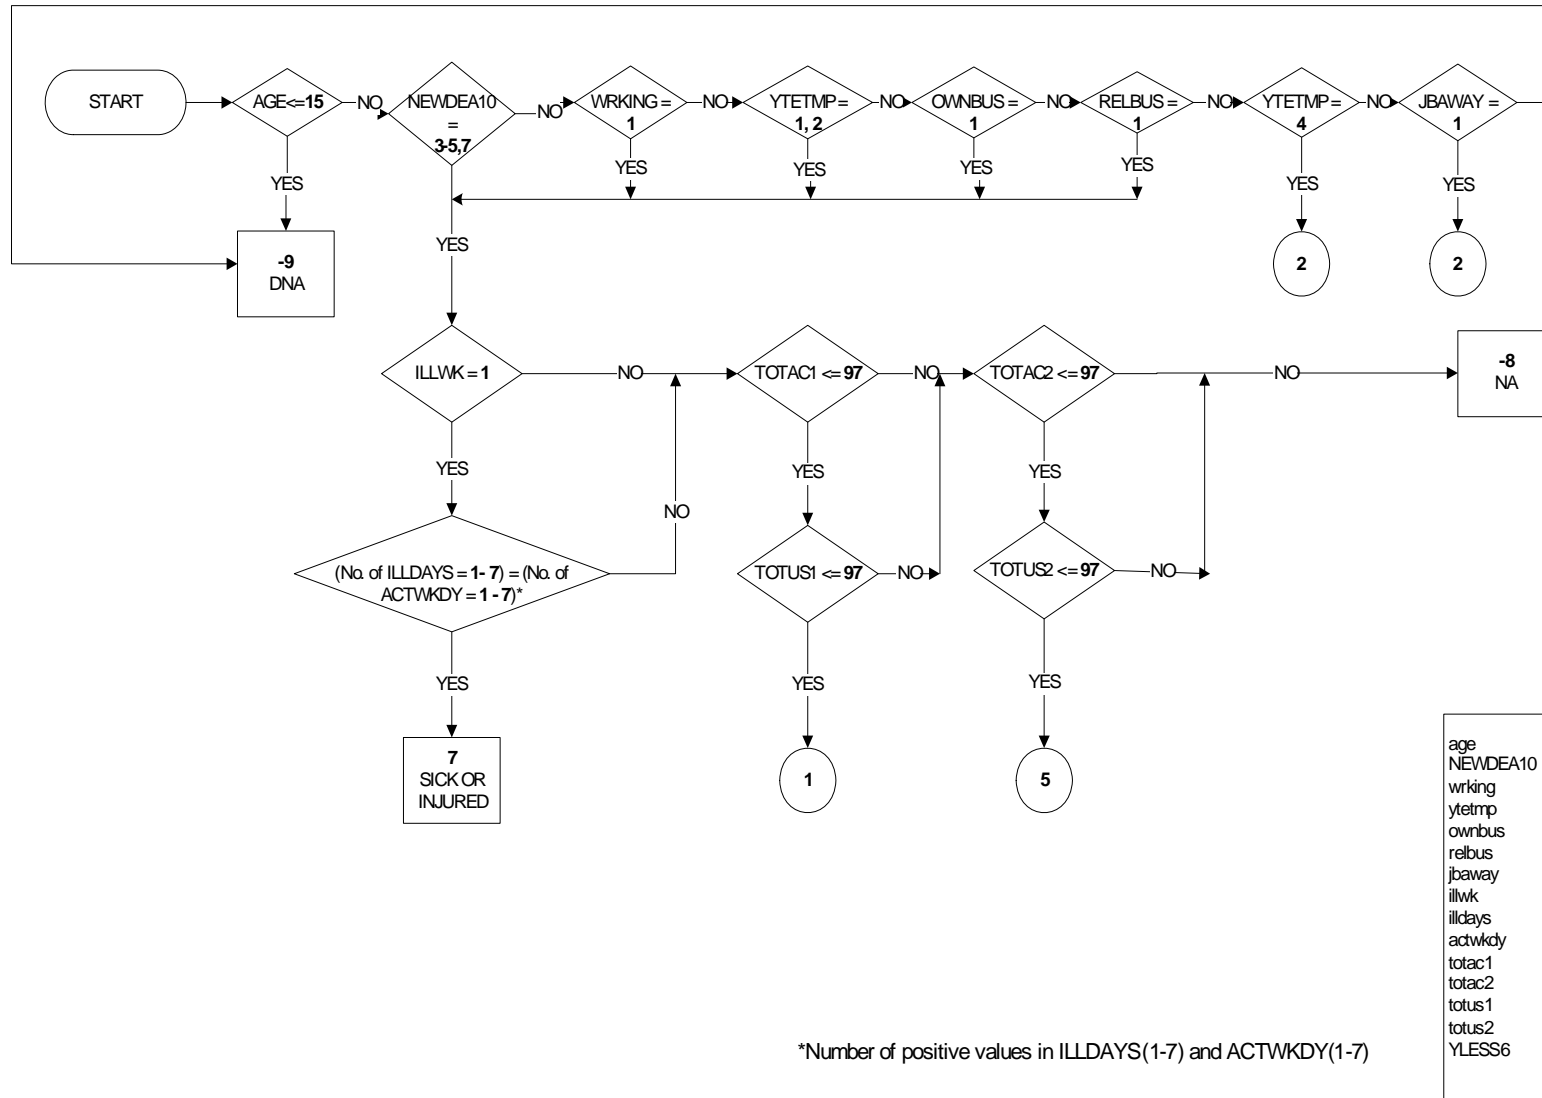 START
AGE<=15
NO
NEWDEA10
=
3-5,7
NO
WRKING =
1
NO
YTETMP =
1, 2
NO
OWNBUS =
1
NO
RELBUS =
1
NO
YTETMP =
4
NO
JBAWAY =
1
YES
YES
YES
YES
YES
YES
YES
YES
-9
DNA
2
2
ILLWK = 1
NO
TOTAC1 <= 97
NO
TOTAC2 <= 97
NO
-8
NA
YES
YES
YES
NO
(No. of ILLDAYS = 1- 7) = (No. of
ACTWKDY = 1 - 7)*
TOTUS1 <= 97
NO
TOTUS2 <= 97
NO
YES
YES
YES
7
SICK OR
INJURED
1
5
age
NEWDEA10
wrking
ytetmp
ownbus
relbus
jbaway
illwk
illdays
actwkdy
totac1
totac2
totus1
totus2
YLESS6
*Number of positive values in ILLDAYS(1-7) and ACTWKDY(1-7)